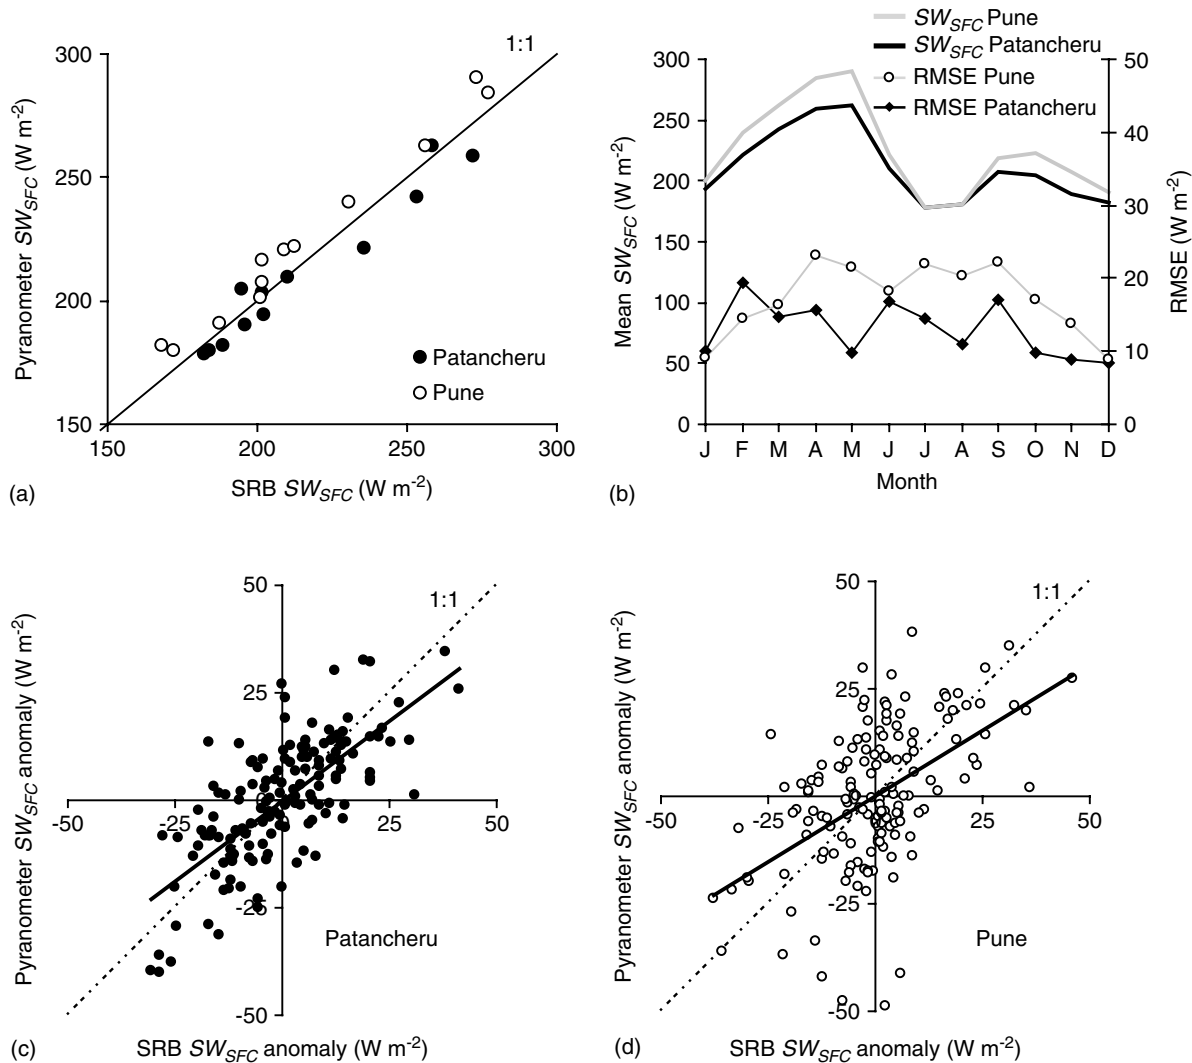 1:1
300
250
200
150
150
200
250
300
Pyranometer SW_SFC (W m-2)
SRB SW_SFC (W m-2)
Patancheru
Pune
(a)
SW_SFC Pune
SW_SFC Patancheru
RMSE Pune
RMSE Patancheru
300
250
200
150
100
50
0
50
40
30
20
10
0
Mean SW_SFC (W m-2)
RMSE (W m-2)
J F M A M J J A S O N D
Month
(b)
50
1:1
25
-50
-25
25
50
-25
-50
Pyranometer SW_SFC anomaly (W m-2)
Patancheru
(c)
SRB SW_SFC anomaly (W m-2)
50
1:1
25
-50
-25
25
50
-25
-50
Pyranometer SW_SFC anomaly (W m-2)
Pune
(d)
SRB SW_SFC anomaly (W m-2)